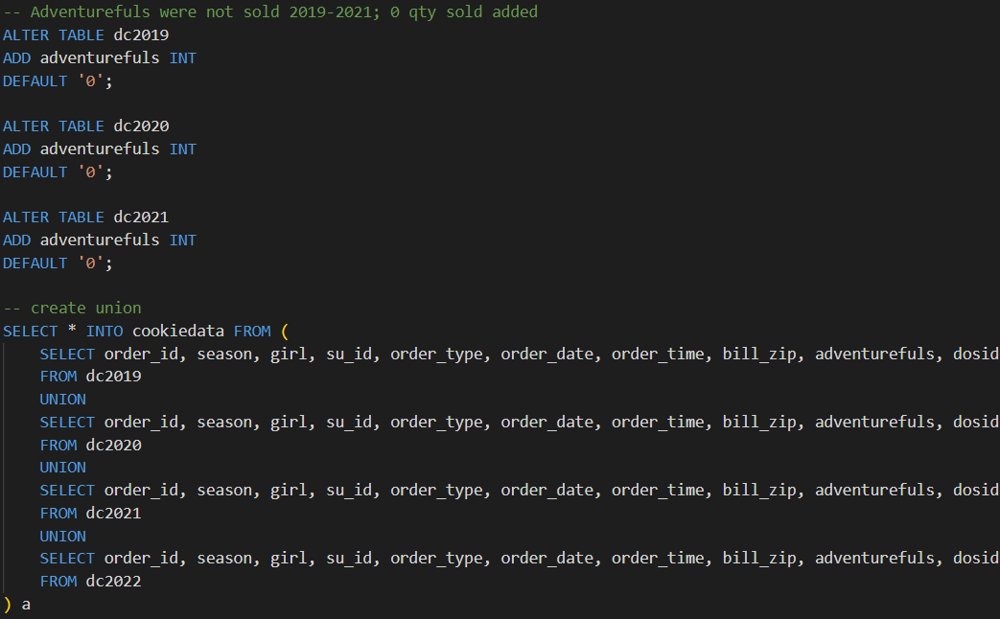 -- Adventurefuls were not sold 2019-2021; 0 qty sold added
ALTER TABLE dc2019
ADD adventurefuls INT
DEFAULT '0';
ALTER TABLE dc2020
ADD adventurefuls INT
DEFAULT '0';
ALTER TABLE dc2021
ADD adventurefuls INT
DEFAULT '0';
-- create union
SELECT * INTO cookiedata FROM (
SELECT order_id, season, girl, su_id, order_type, order_date, order_time, bill_zip, adventurefuls, dosid
FROM dc2019
UNION
SELECT order_id, season, girl, su_id, order_type, order_date, order_time, bill_zip, adventurefuls, dosid
FROM dc2020
UNION
SELECT order_id, season, girl, su_id, order_type, order_date, order_time, bill_zip, adventurefuls, dosid
FROM dc2021
UNION
SELECT order_id, season, girl, su_id, order_type, order_date, order_time, bill_zip, adventurefuls, dosid
FROM dc2022
) a